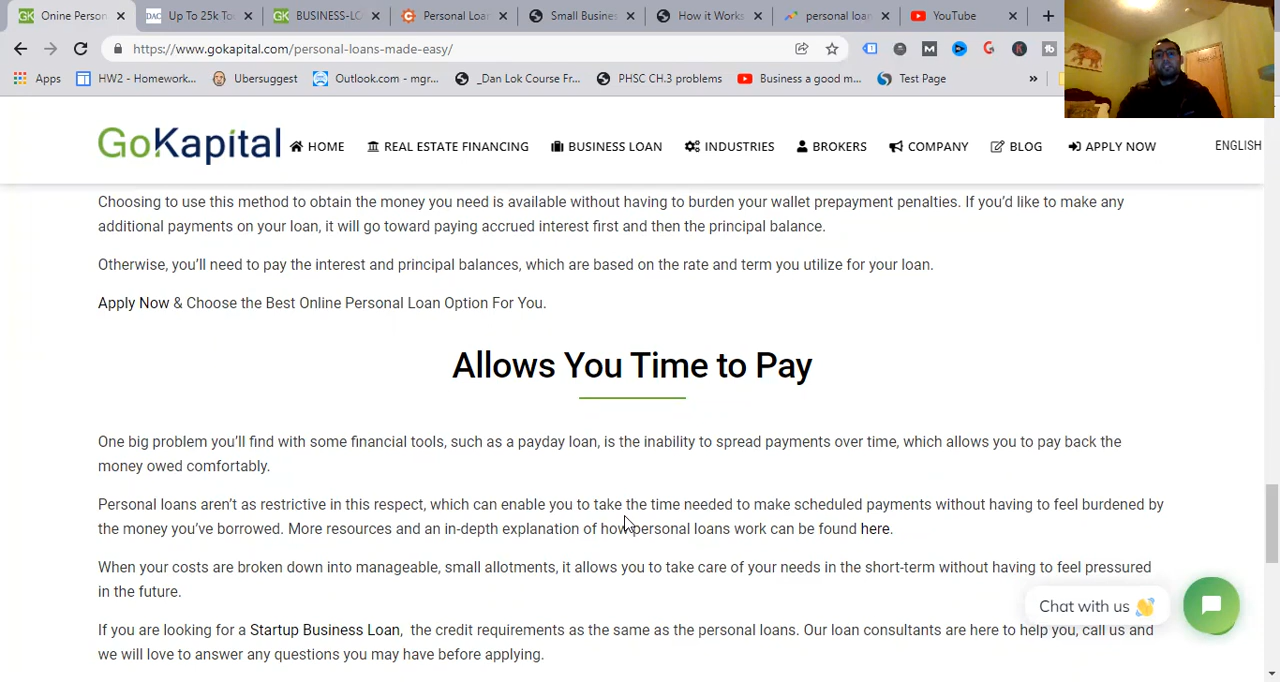 Onine Person
Up To 25k To
BUSINESS-LO
Personal Loa
Small Busine
How it Works
personal loan
YouTube
https://www.gokapital.com/personal-loans-made-easy/
Apps
HW2 - Homework...
Ubersuggest
Outlook.com - mgr...
_Dan Lok Course Fr...
PHSC CH.3 problems
Business a good m...
Test Page
»
GoKapital
HOME
REAL ESTATE FINANCING
BUSINESS LOAN
INDUSTRIES
BROKERS
COMPANY
BLOG
APPLY NOW
ENGLISH
Choosing to use this method to obtain the money you need is available without having to burden your wallet prepayment penalties. If you’d like to make any
additional payments on your loan, it will go toward paying accrued interest first and then the principal balance.
Otherwise, you’ll need to pay the interest and principal balances, which are based on the rate and term you utilize for your loan.
Apply Now & Choose the Best Online Personal Loan Option For You.
Allows You Time to Pay
One big problem you’ll find with some financial tools, such as a payday loan, is the inability to spread payments over time, which allows you to pay back the
money owed comfortably.
Personal loans aren’t as restrictive in this respect, which can enable you to take the time needed to make scheduled payments without having to feel burdened by
the money you’ve borrowed. More resources and an in-depth explanation of how personal loans work can be found here.
When your costs are broken down into manageable, small allotments, it allows you to take care of your needs in the short-term without having to feel pressured
in the future.
If you are looking for a Startup Business Loan, the credit requirements as the same as the personal loans. Our loan consultants are here to help you, call us and
we will love to answer any questions you may have before applying.
Chat with us 👋